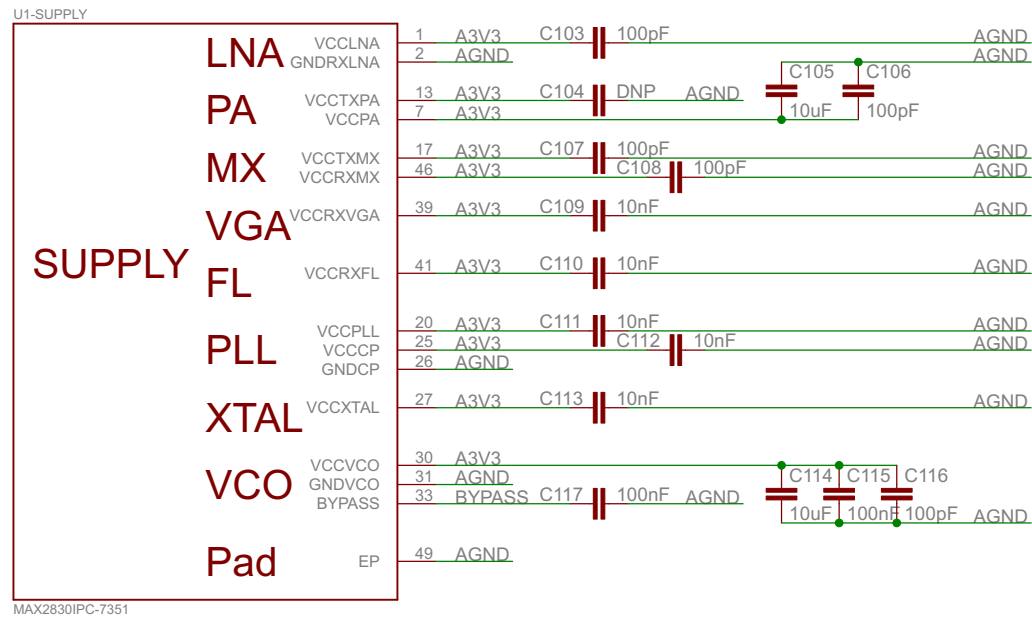 U1-SUPPLY
LNA VCCLNA 1 A3V3 C103 100pF AGND
GNDRXLNA 2 AGND AGND
C105 C106
PA VCCTXPA 13 A3V3 C104 DNP AGND
VCCPA 7 A3V3 10uF 100pF
MX VCCTXMX 17 A3V3 C107 100pF AGND
VCCRXMX 46 A3V3 C108 100pF AGND
VGA VCCRXVGA 39 A3V3 C109 10nF AGND
SUPPLY
FL VCCRXFL 41 A3V3 C110 10nF AGND
PLL VCCPLL 20 A3V3 C111 10nF AGND
VCCCP 25 A3V3 C112 10nF AGND
GNDCP 26 AGND
XTAL VCCXTAL 27 A3V3 C113 10nF AGND
VCO VCCVCO 30 A3V3
GNDVCO 31 AGND C114 C115 C116
BYPASS 33 BYPASS C117 100nF AGND
10uF 100nF 100pF AGND
Pad EP 49 AGND
MAX2830IPC-7351